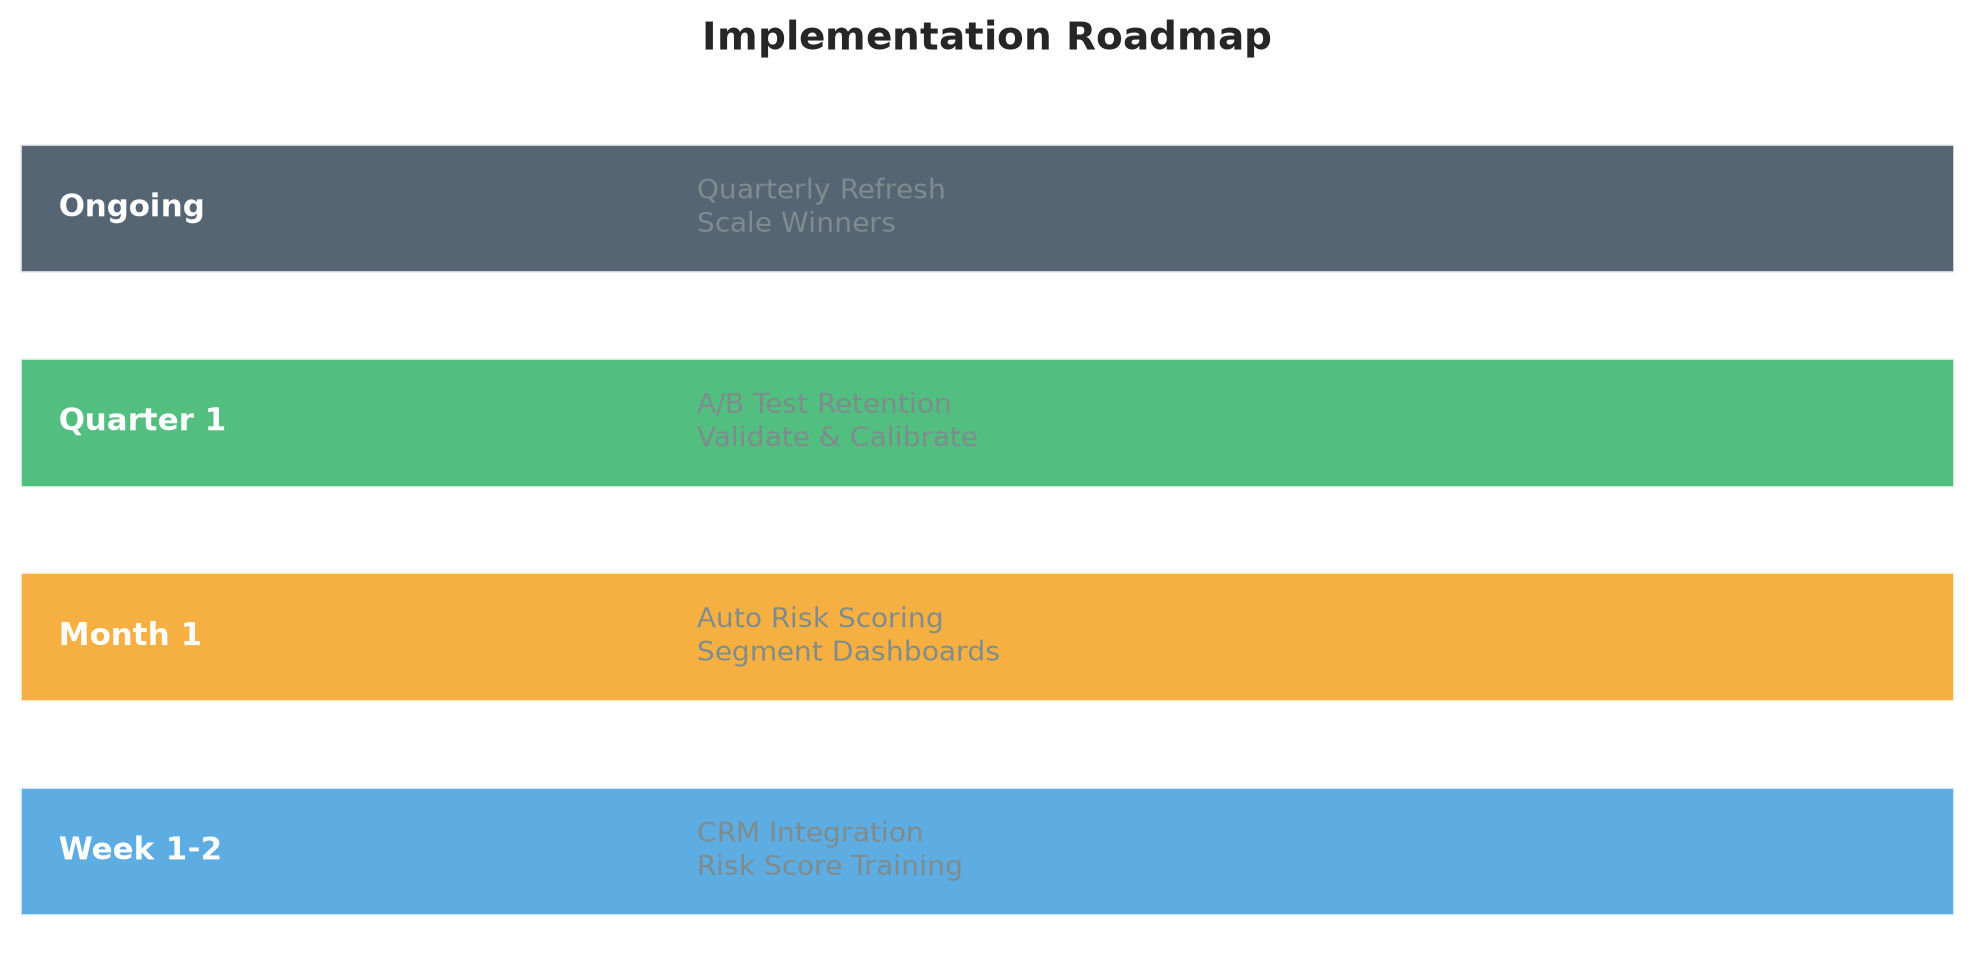 Implementation Roadmap
Ongoing
Quarterly Refresh
Scale Winners
Quarter 1
A/B Test Retention
Validate & Calibrate
Month 1
Auto Risk Scoring
Segment Dashboards
Week 1-2
CRM Integration
Risk Score Training